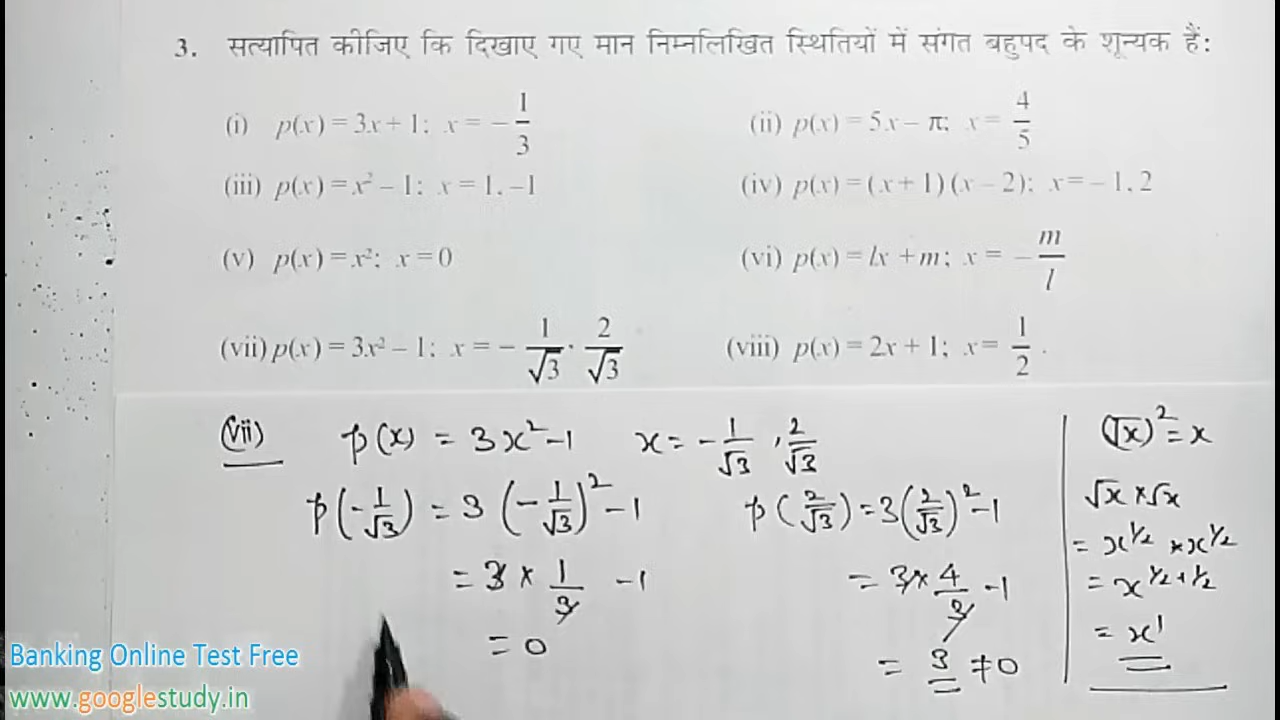 3. सत्यापित कीजिए कि दिखाए गए मान निम्नलिखित स्थितियों में संगत बहुपद के शून्यक हैं:
(i) p(x) = 3x + 1; x = -1/3 (ii) p(x) = 5x – π; x = 4/5
(iii) p(x) = x² – 1; x = 1, –1 (iv) p(x) = (x + 1) (x – 2); x = – 1, 2
(v) p(x) = x²; x = 0 (vi) p(x) = lx + m; x = – m/l
(vii) p(x) = 3x² – 1; x = – 1/√3, 2/√3 (viii) p(x) = 2x + 1; x = 1/2.
(vii) p(x) = 3x² -1 x = - 1/√3 , 2/√3
p(-1/√3) = 3(-1/√3)² -1
= 3 × 1/3 -1
= 0
p(2/√3) = 3(2/√3)² -1
= 3 × 4/3 -1
= 3 ≠ 0
(√x)² = x
√x × √x
= x^1/2 × x^1/2
= x^1/2+1/2
= x^1
Banking Online Test Free
www.googlestudy.in